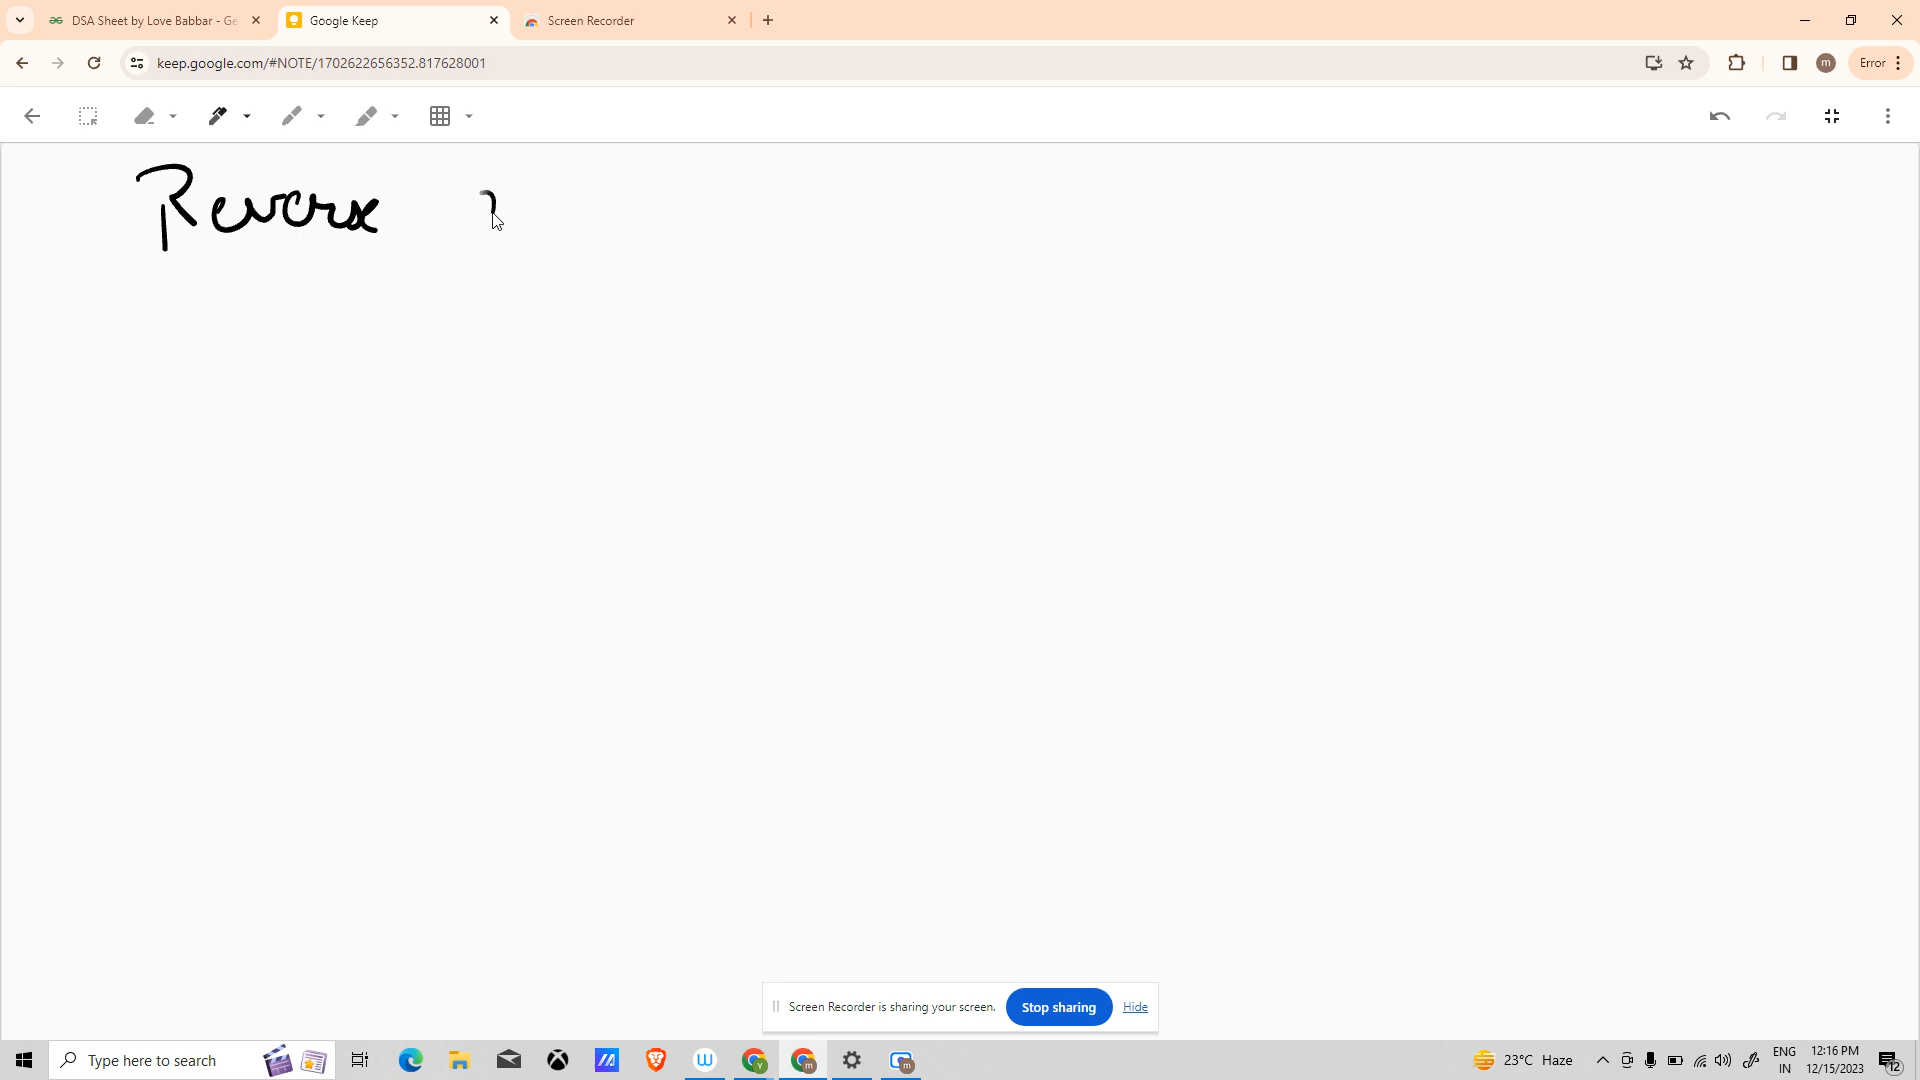 DSA Sheet by Love Babbar - Ge
Google Keep
Screen Recorder
keep.google.com/#NOTE/1702622656352.817628001
m
Error
Reverse
Screen Recorder is sharing your screen.
Stop sharing
Hide
Type here to search
23°C Haze
ENG
IN
12:16 PM
12/15/2023
12